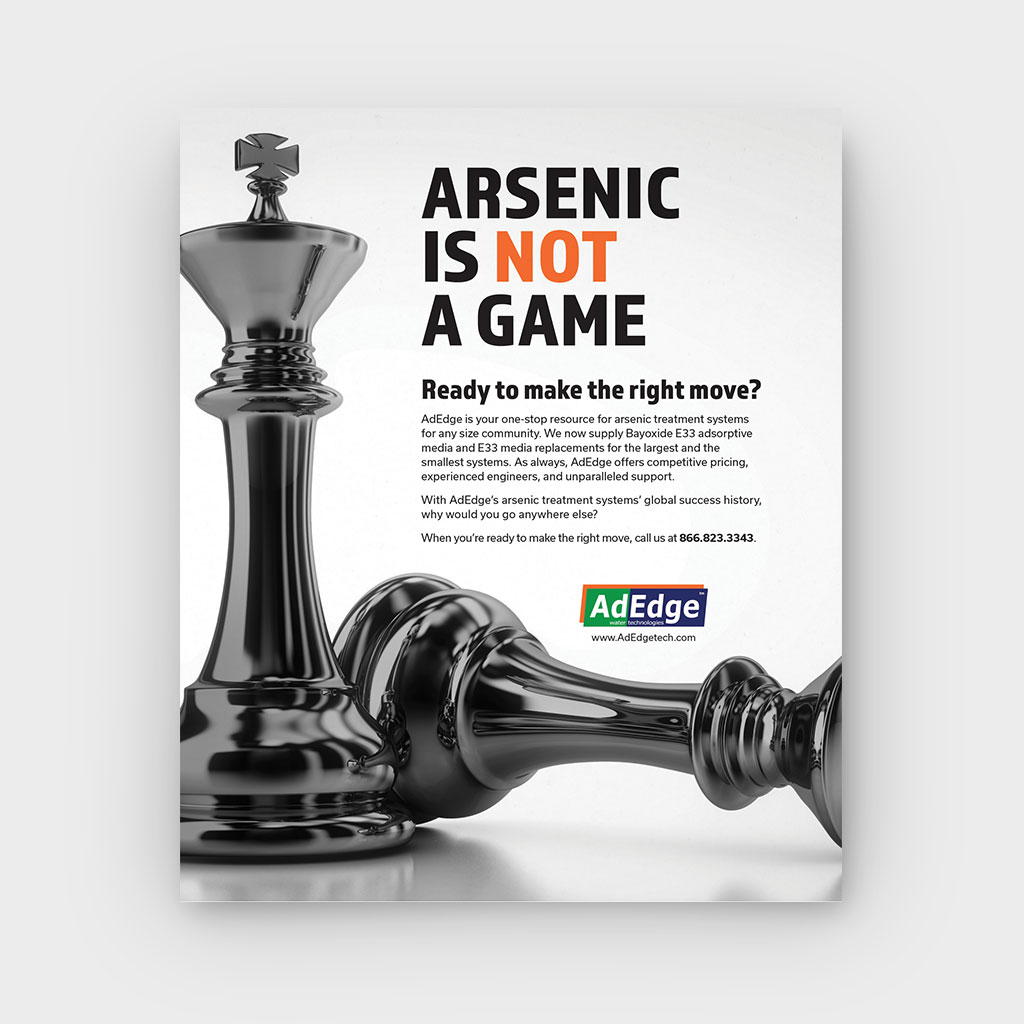 ARSENIC
IS NOT
A GAME
Ready to make the right move?
AdEdge is your one-stop resource for arsenic treatment systems
for any size community. We now supply Bayoxide E33 adsorptive
media and E33 media replacements for the largest and the
smallest systems. As always, AdEdge offers competitive pricing,
experienced engineers, and unparalleled support.
With AdEdge's arsenic treatment systems' global success history,
why would you go anywhere else?
When you're ready to make the right move, call us at 866.823.3343.
AdEdge™
water technologies
www.AdEdgetech.com